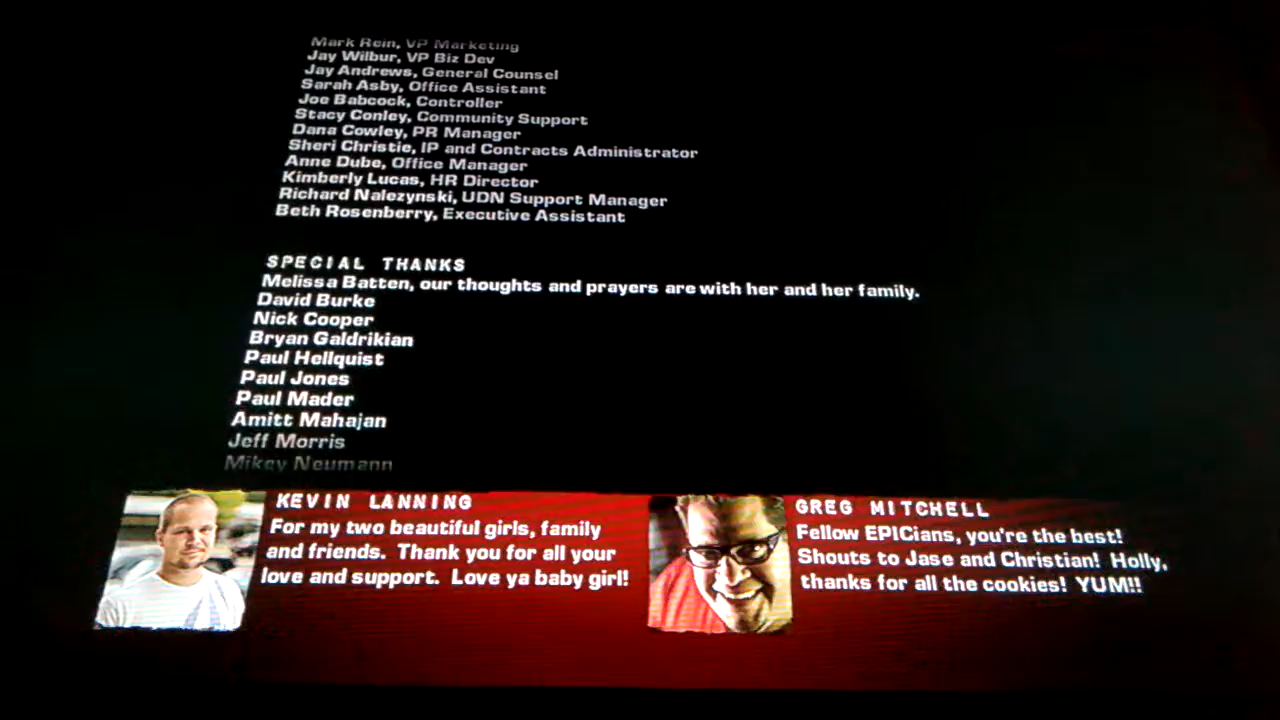 Mark Rein, VP Marketing
Jay Wilbur, VP Biz Dev
Jay Andrews, General Counsel
Sarah Asby, Office Assistant
Joe Babcock, Controller
Stacy Conley, Community Support
Dana Cowley, PR Manager
Sheri Christie, IP and Contracts Administrator
Anne Dube, Office Manager
Kimberly Lucas, HR Director
Richard Nalezynski, UDN Support Manager
Beth Rosenberry, Executive Assistant
SPECIAL THANKS
Melissa Batten, our thoughts and prayers are with her and her family.
David Burke
Nick Cooper
Bryan Galdrikian
Paul Hellquist
Paul Jones
Paul Mader
Amitt Mahajan
Jeff Morris
Mikey Neumann
KEVIN LANNING
For my two beautiful girls, family
and friends. Thank you for all your
love and support. Love ya baby girl!
GREG MITCHELL
Fellow EPICians, you're the best!
Shouts to Jase and Christian! Holly,
thanks for all the cookies! YUM!!